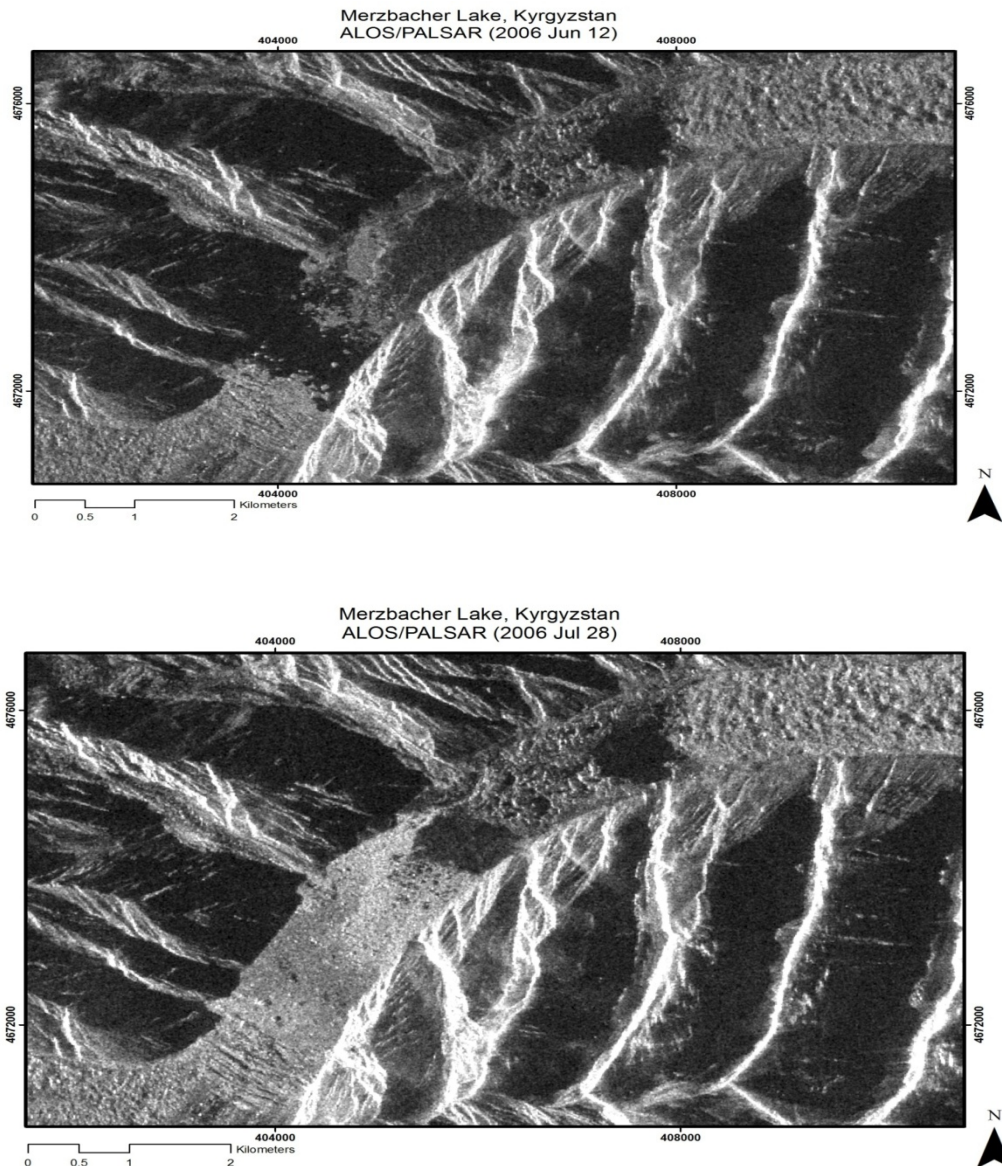 Merzbacher Lake, Kyrgyzstan
ALOS/PALSAR (2006 Jun 12)
404000 408000
4676000 4676000
4672000 4672000
404000 408000
Kilometers
0 0.5 1 2
N
Merzbacher Lake, Kyrgyzstan
ALOS/PALSAR (2006 Jul 28)
404000 408000
4676000 4676000
4672000 4672000
404000 408000
Kilometers
0 0.5 1 2
N